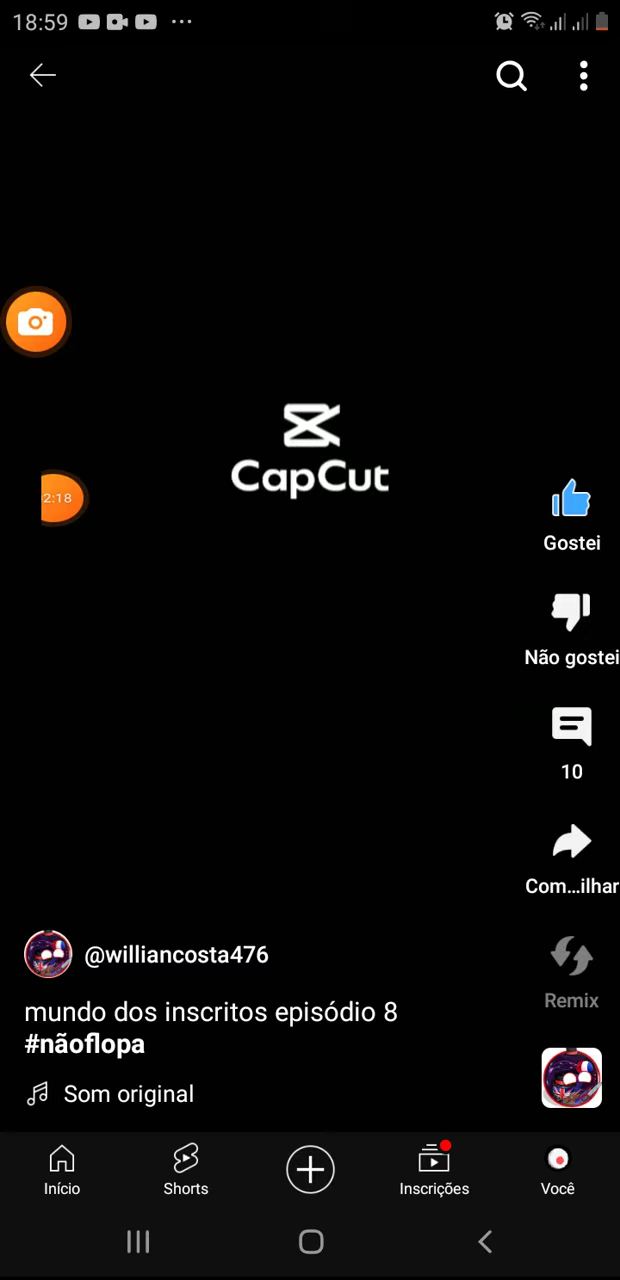 18:59
CapCut
2:18
Gostei
Não gostei
10
Com...ilhar
@williancosta476
mundo dos inscritos episódio 8
#nãoflopa
Som original
Remix
Início
Shorts
Inscrições
Você